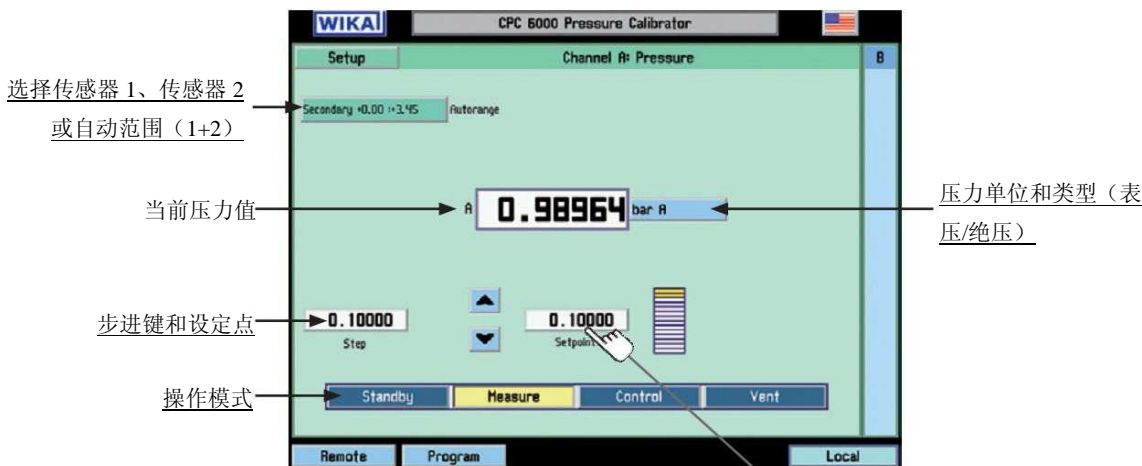 WIKAI
CPC 6000 Pressure Calibrator
Setup
Channel A: Pressure
B
选择传感器 1、传感器 2
或自动范围（1+2）
Secondary +0.00 :+3.45
Autorange
当前压力值
A
0.98964
bar A
压力单位和类型（表
压/绝压）
步进键和设定点
0.10000
0.10000
Step
Setpoint
操作模式
Standby
Measure
Control
Vent
Remote
Program
Local